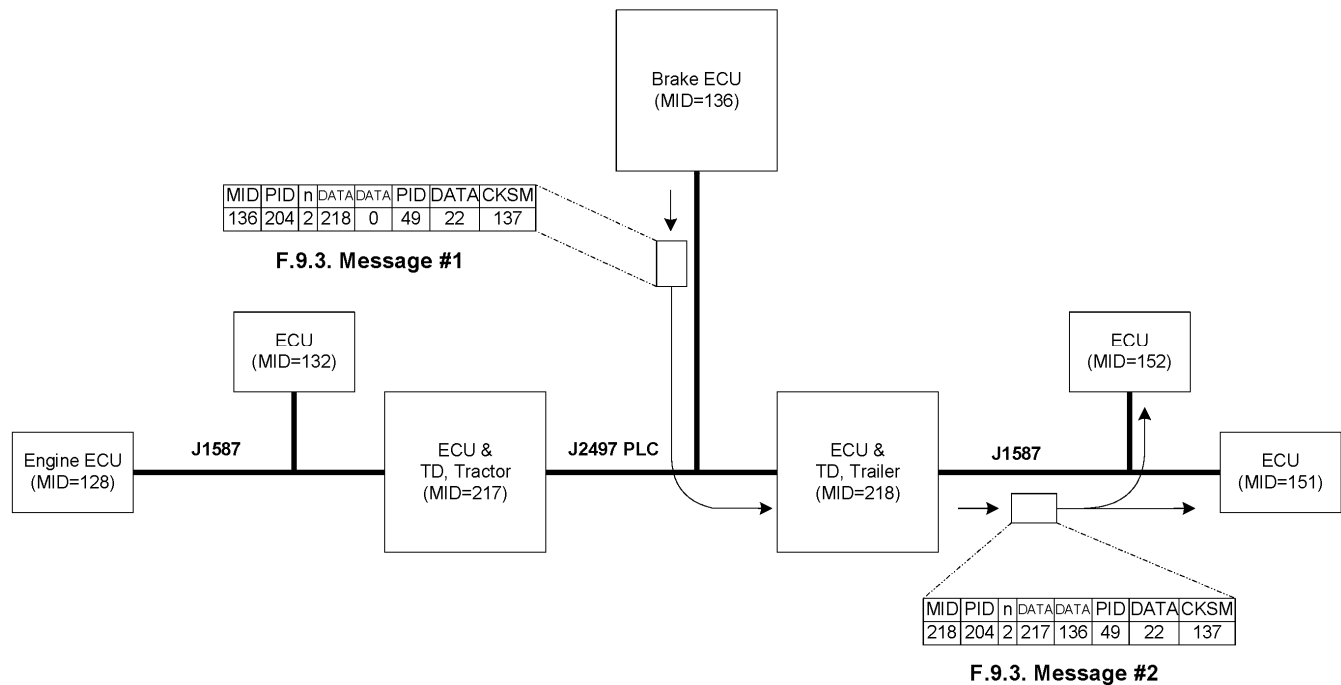 Brake ECU
(MID=136)
MID PID n DATA DATA PID DATA CKSM
136 204 2 218 0 49 22 137
F.9.3. Message #1
ECU
(MID=132)
ECU
(MID=152)
Engine ECU
(MID=128)
J1587
ECU &
TD, Tractor
(MID=217)
J2497 PLC
ECU &
TD, Trailer
(MID=218)
J1587
ECU
(MID=151)
MID PID n DATA DATA PID DATA CKSM
218 204 2 217 136 49 22 137
F.9.3. Message #2